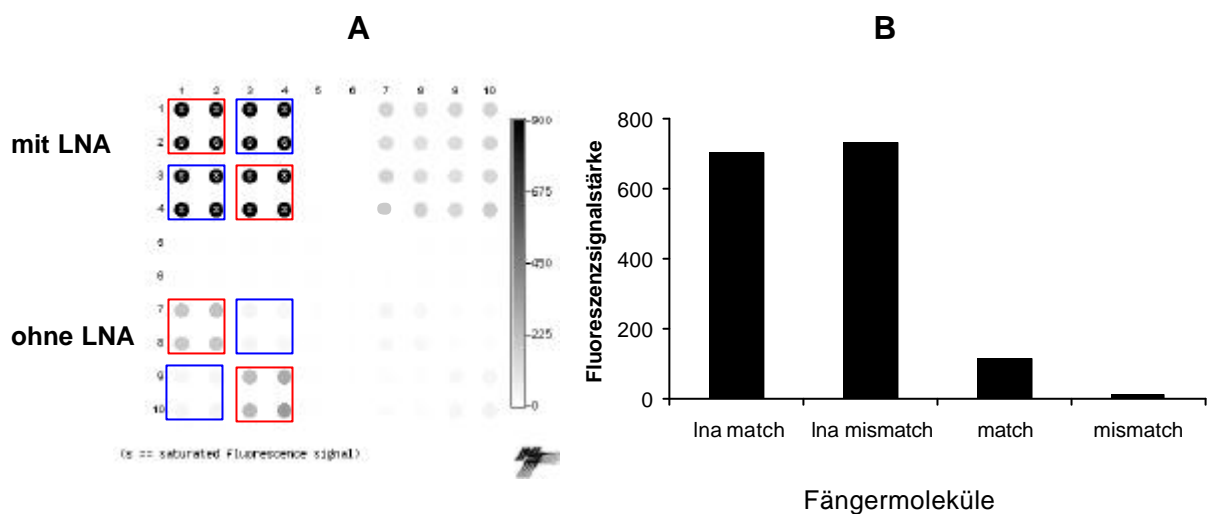 A
B
1 2 3 4 5 6 7 8 9 10
1
2
3
4
5
6
7
8
9
10
mit LNA
ohne LNA
900
675
450
225
0
(s == saturated fluorescence signal)
Fluoreszenzsignalstärke
800
600
400
200
0
lna match lna mismatch match mismatch
Fängermoleküle